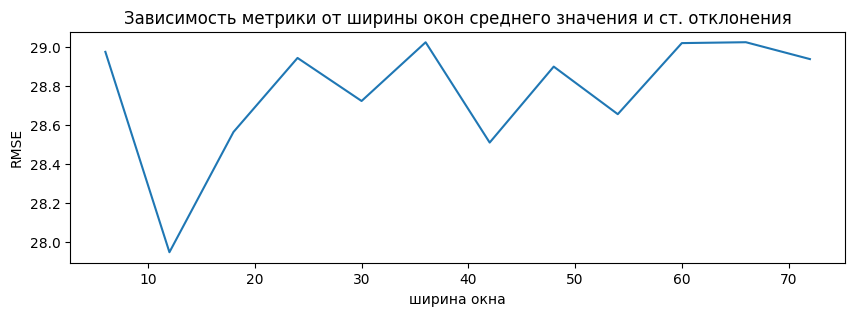 Зависимость метрики от ширины окон среднего значения и ст. отклонения
29.0
28.8
28.6
28.4
28.2
28.0
RMSE
10 20 30 40 50 60 70
ширина окна